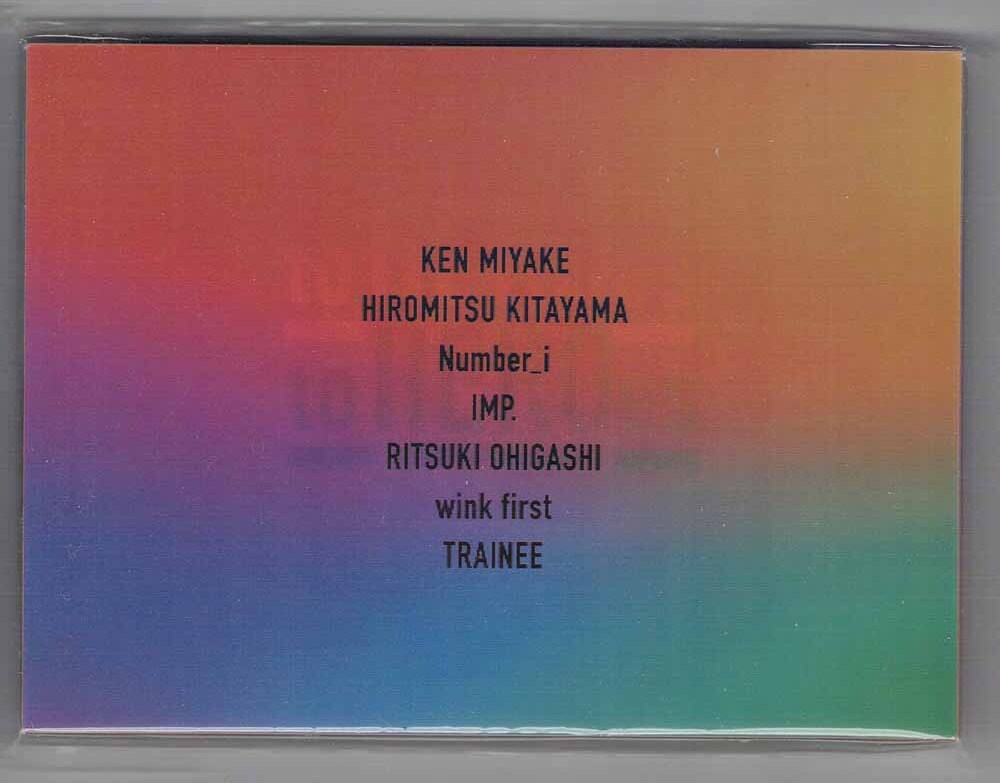 KEN MIYAKE
HIROMITSU KITAYAMA
Number_i
IMP.
RITSUKI OHIGASHI
wink first
TRAINEE